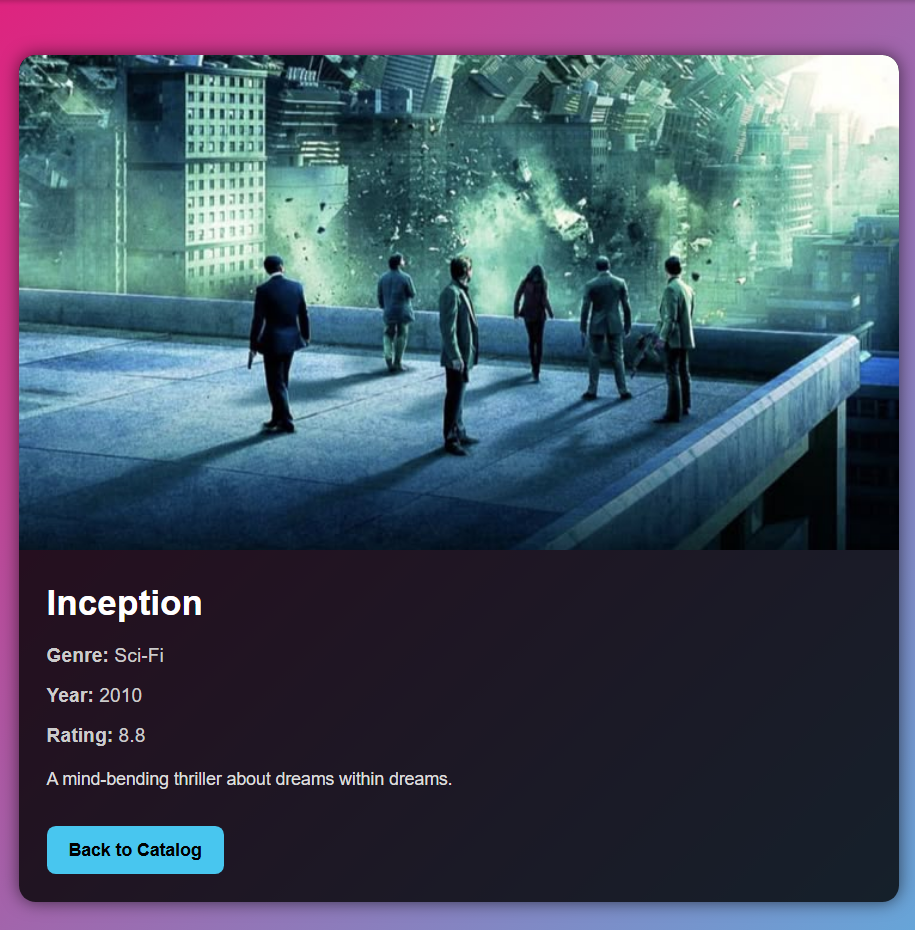 Inception
Genre: Sci-Fi
Year: 2010
Rating: 8.8
A mind-bending thriller about dreams within dreams.
Back to Catalog